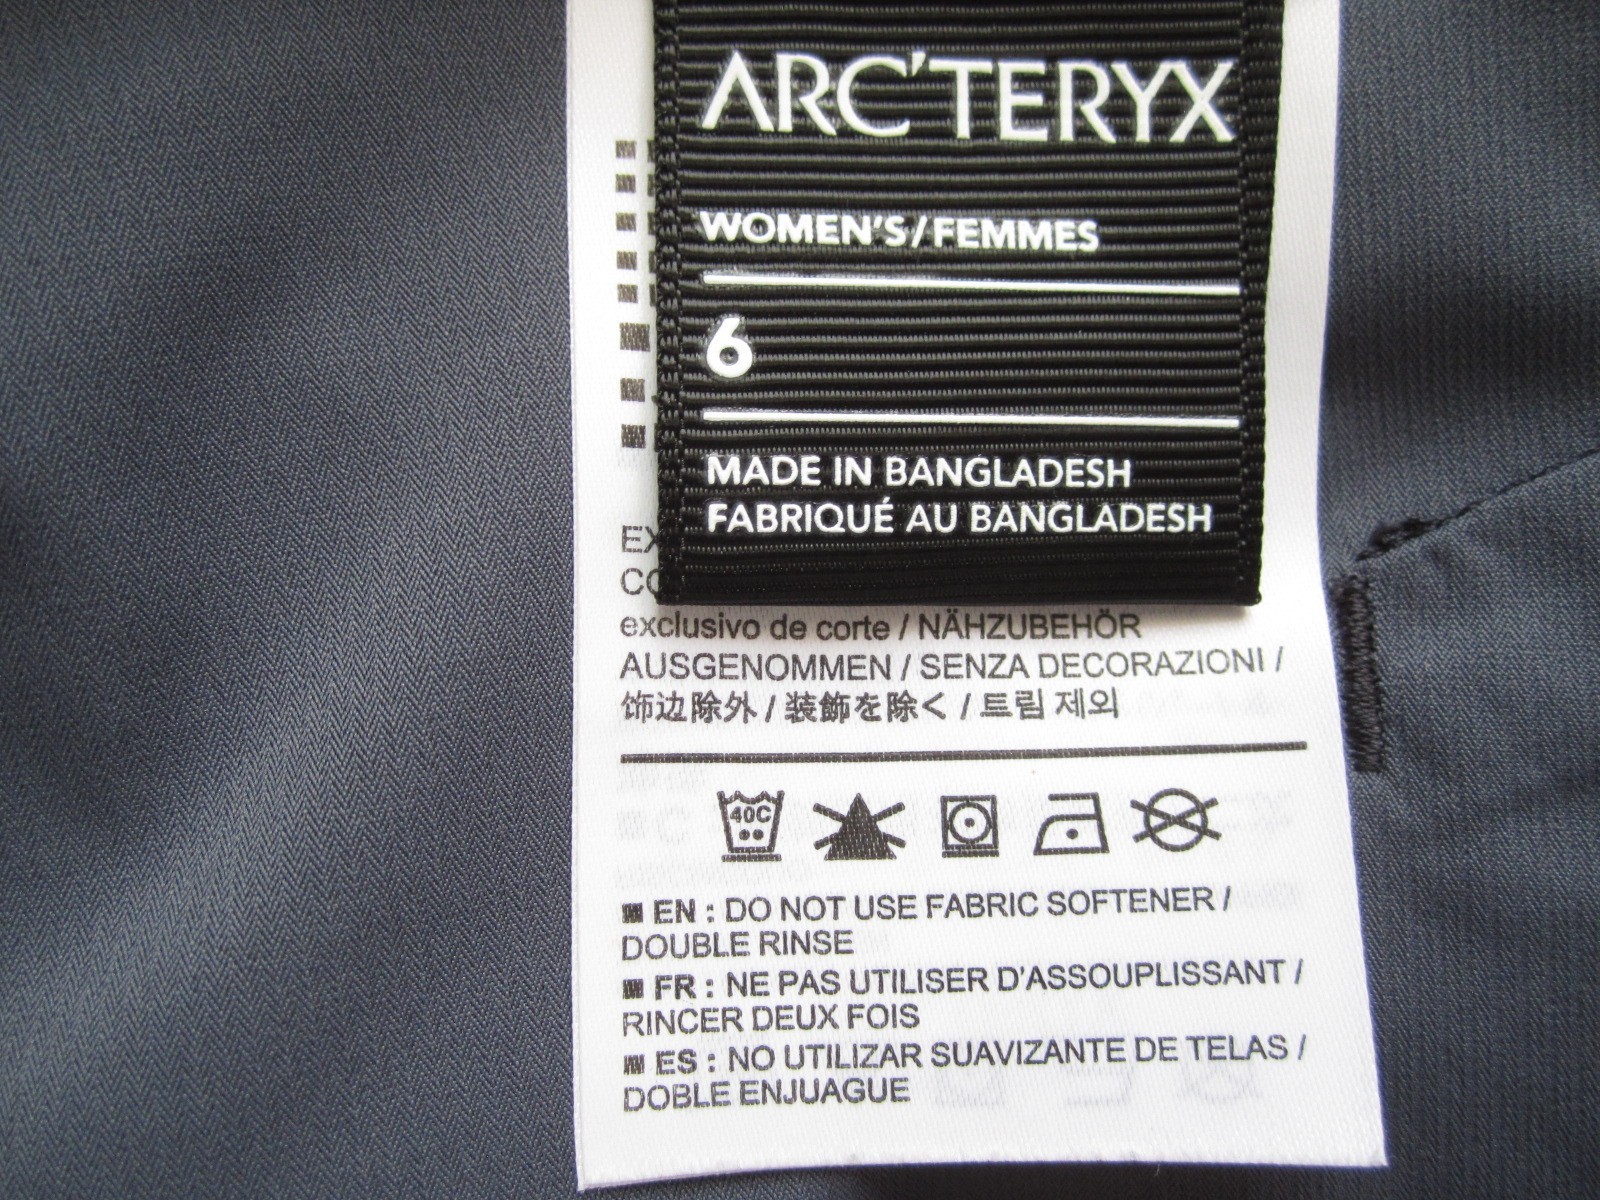 ARC'TERYX
WOMEN'S/FEMMES
6
MADE IN BANGLADESH
FABRIQUÉ AU BANGLADESH
exclusivo de corte / NÄHZUBEHÖR
AUSGENOMMEN / SENZA DECORAZIONI /
饰边除外 / 装飾を除く / 트림 제외
40C
EN : DO NOT USE FABRIC SOFTENER /
DOUBLE RINSE
FR : NE PAS UTILISER D'ASSOUPLISSANT /
RINCER DEUX FOIS
ES : NO UTILIZAR SUAVIZANTE DE TELAS /
DOBLE ENJUAGUE